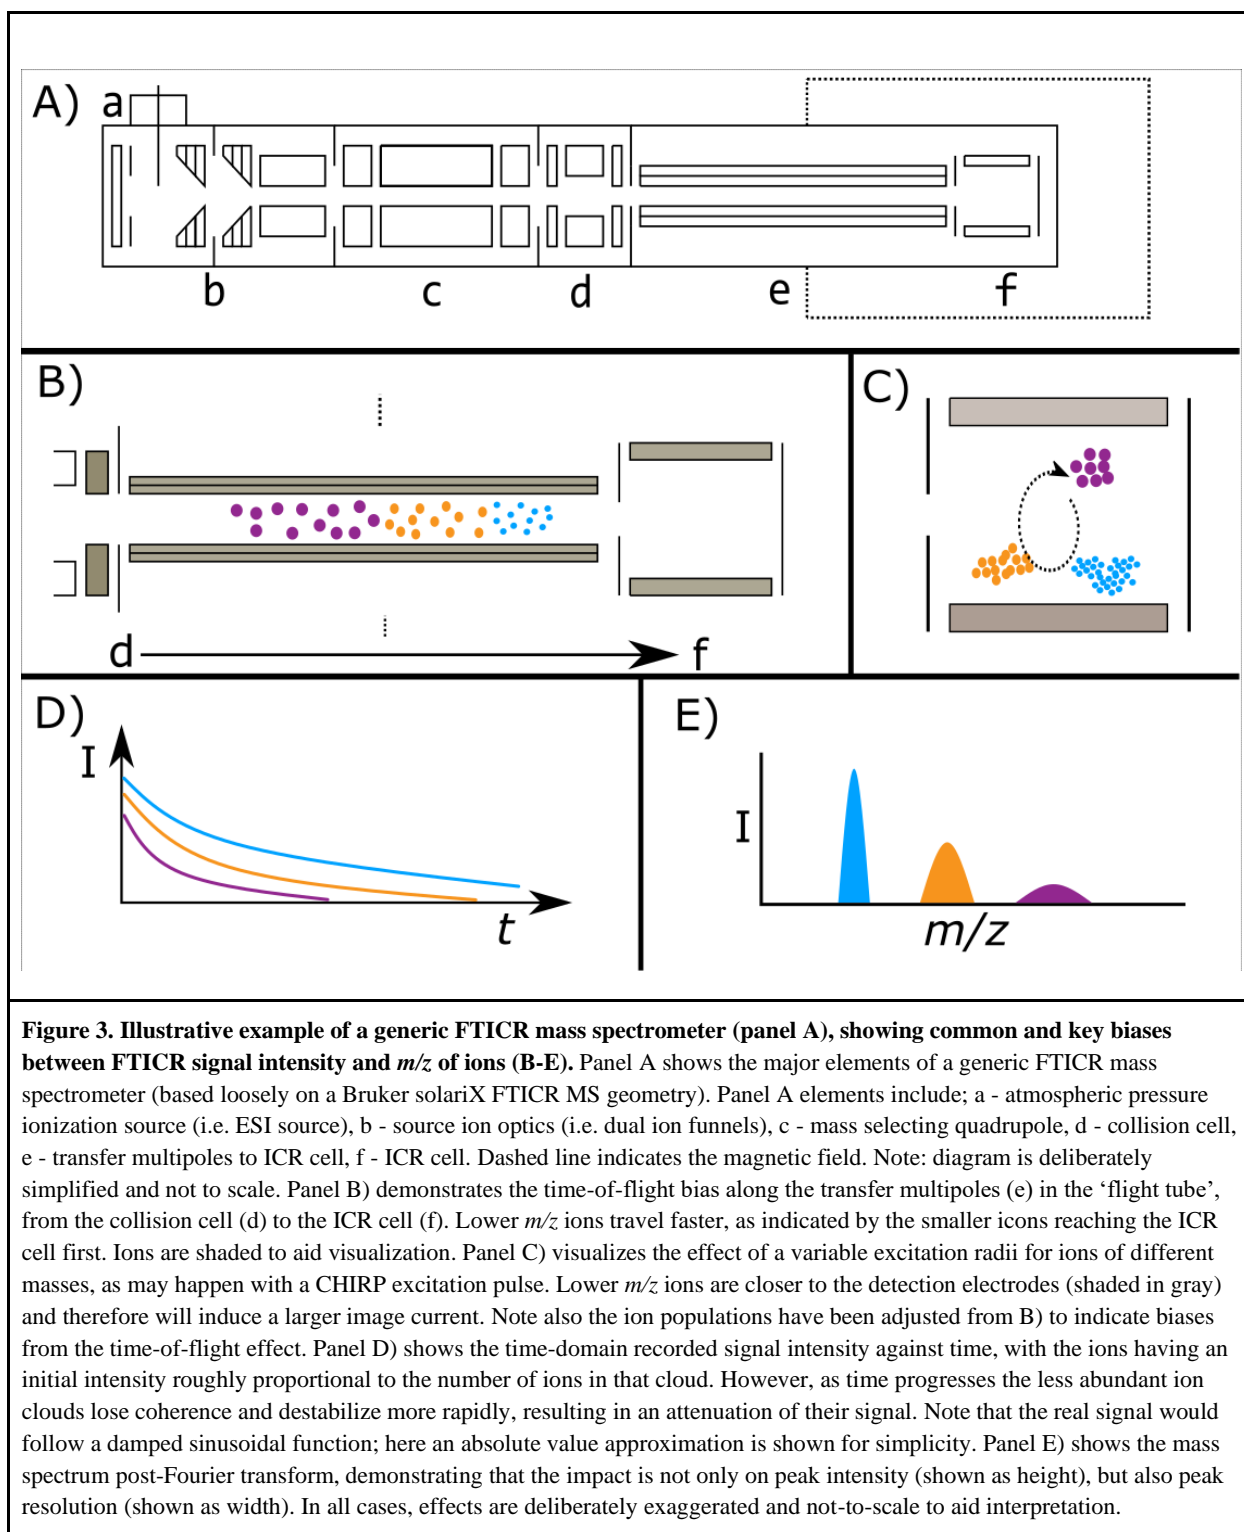 A)
a
b
c
d
e
f
B)
C)
d
f
D)
I
t
E)
I
m/z
Figure 3. Illustrative example of a generic FTICR mass spectrometer (panel A), showing common and key biases
between FTICR signal intensity and m/z of ions (B-E). Panel A shows the major elements of a generic FTICR mass
spectrometer (based loosely on a Bruker solariX FTICR MS geometry). Panel A elements include; a - atmospheric pressure
ionization source (i.e. ESI source), b - source ion optics (i.e. dual ion funnels), c - mass selecting quadrupole, d - collision cell,
e - transfer multipoles to ICR cell, f - ICR cell. Dashed line indicates the magnetic field. Note: diagram is deliberately
simplified and not to scale. Panel B) demonstrates the time-of-flight bias along the transfer multipoles (e) in the ‘flight tube’,
from the collision cell (d) to the ICR cell (f). Lower m/z ions travel faster, as indicated by the smaller icons reaching the ICR
cell first. Ions are shaded to aid visualization. Panel C) visualizes the effect of a variable excitation radii for ions of different
masses, as may happen with a CHIRP excitation pulse. Lower m/z ions are closer to the detection electrodes (shaded in gray)
and therefore will induce a larger image current. Note also the ion populations have been adjusted from B) to indicate biases
from the time-of-flight effect. Panel D) shows the time-domain recorded signal intensity against time, with the ions having an
initial intensity roughly proportional to the number of ions in that cloud. However, as time progresses the less abundant ion
clouds lose coherence and destabilize more rapidly, resulting in an attenuation of their signal. Note that the real signal would
follow a damped sinusoidal function; here an absolute value approximation is shown for simplicity. Panel E) shows the mass
spectrum post-Fourier transform, demonstrating that the impact is not only on peak intensity (shown as height), but also peak
resolution (shown as width). In all cases, effects are deliberately exaggerated and not-to-scale to aid interpretation.